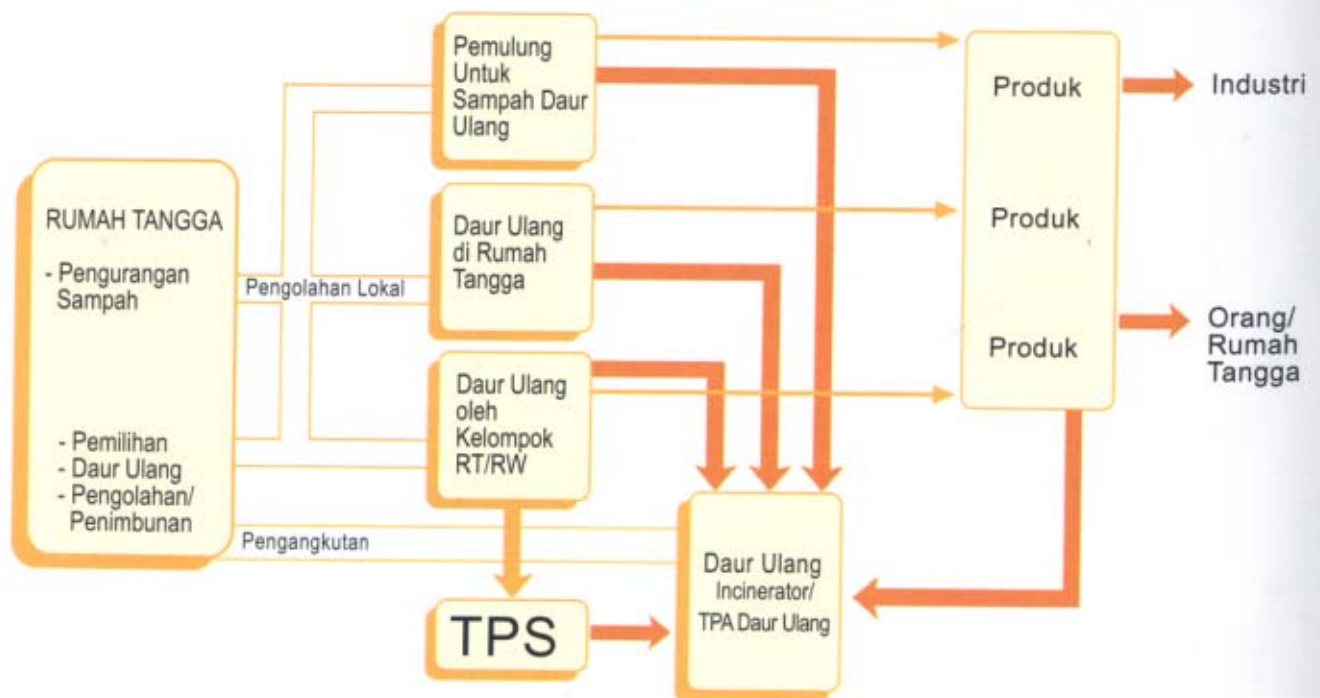 RUMAH TANGGA
- Pengurangan
Sampah
- Pemilihan
- Daur Ulang
- Pengolahan/
Penimbunan
Pengolahan Lokal
Pengangkutan
Pemulung
Untuk
Sampah Daur
Ulang
Daur Ulang
di Rumah
Tangga
Daur Ulang
oleh
Kelompok
RT/RW
TPS
Daur Ulang
Incinerator/
TPA Daur Ulang
Produk
Produk
Produk
Industri
Orang/
Rumah
Tangga